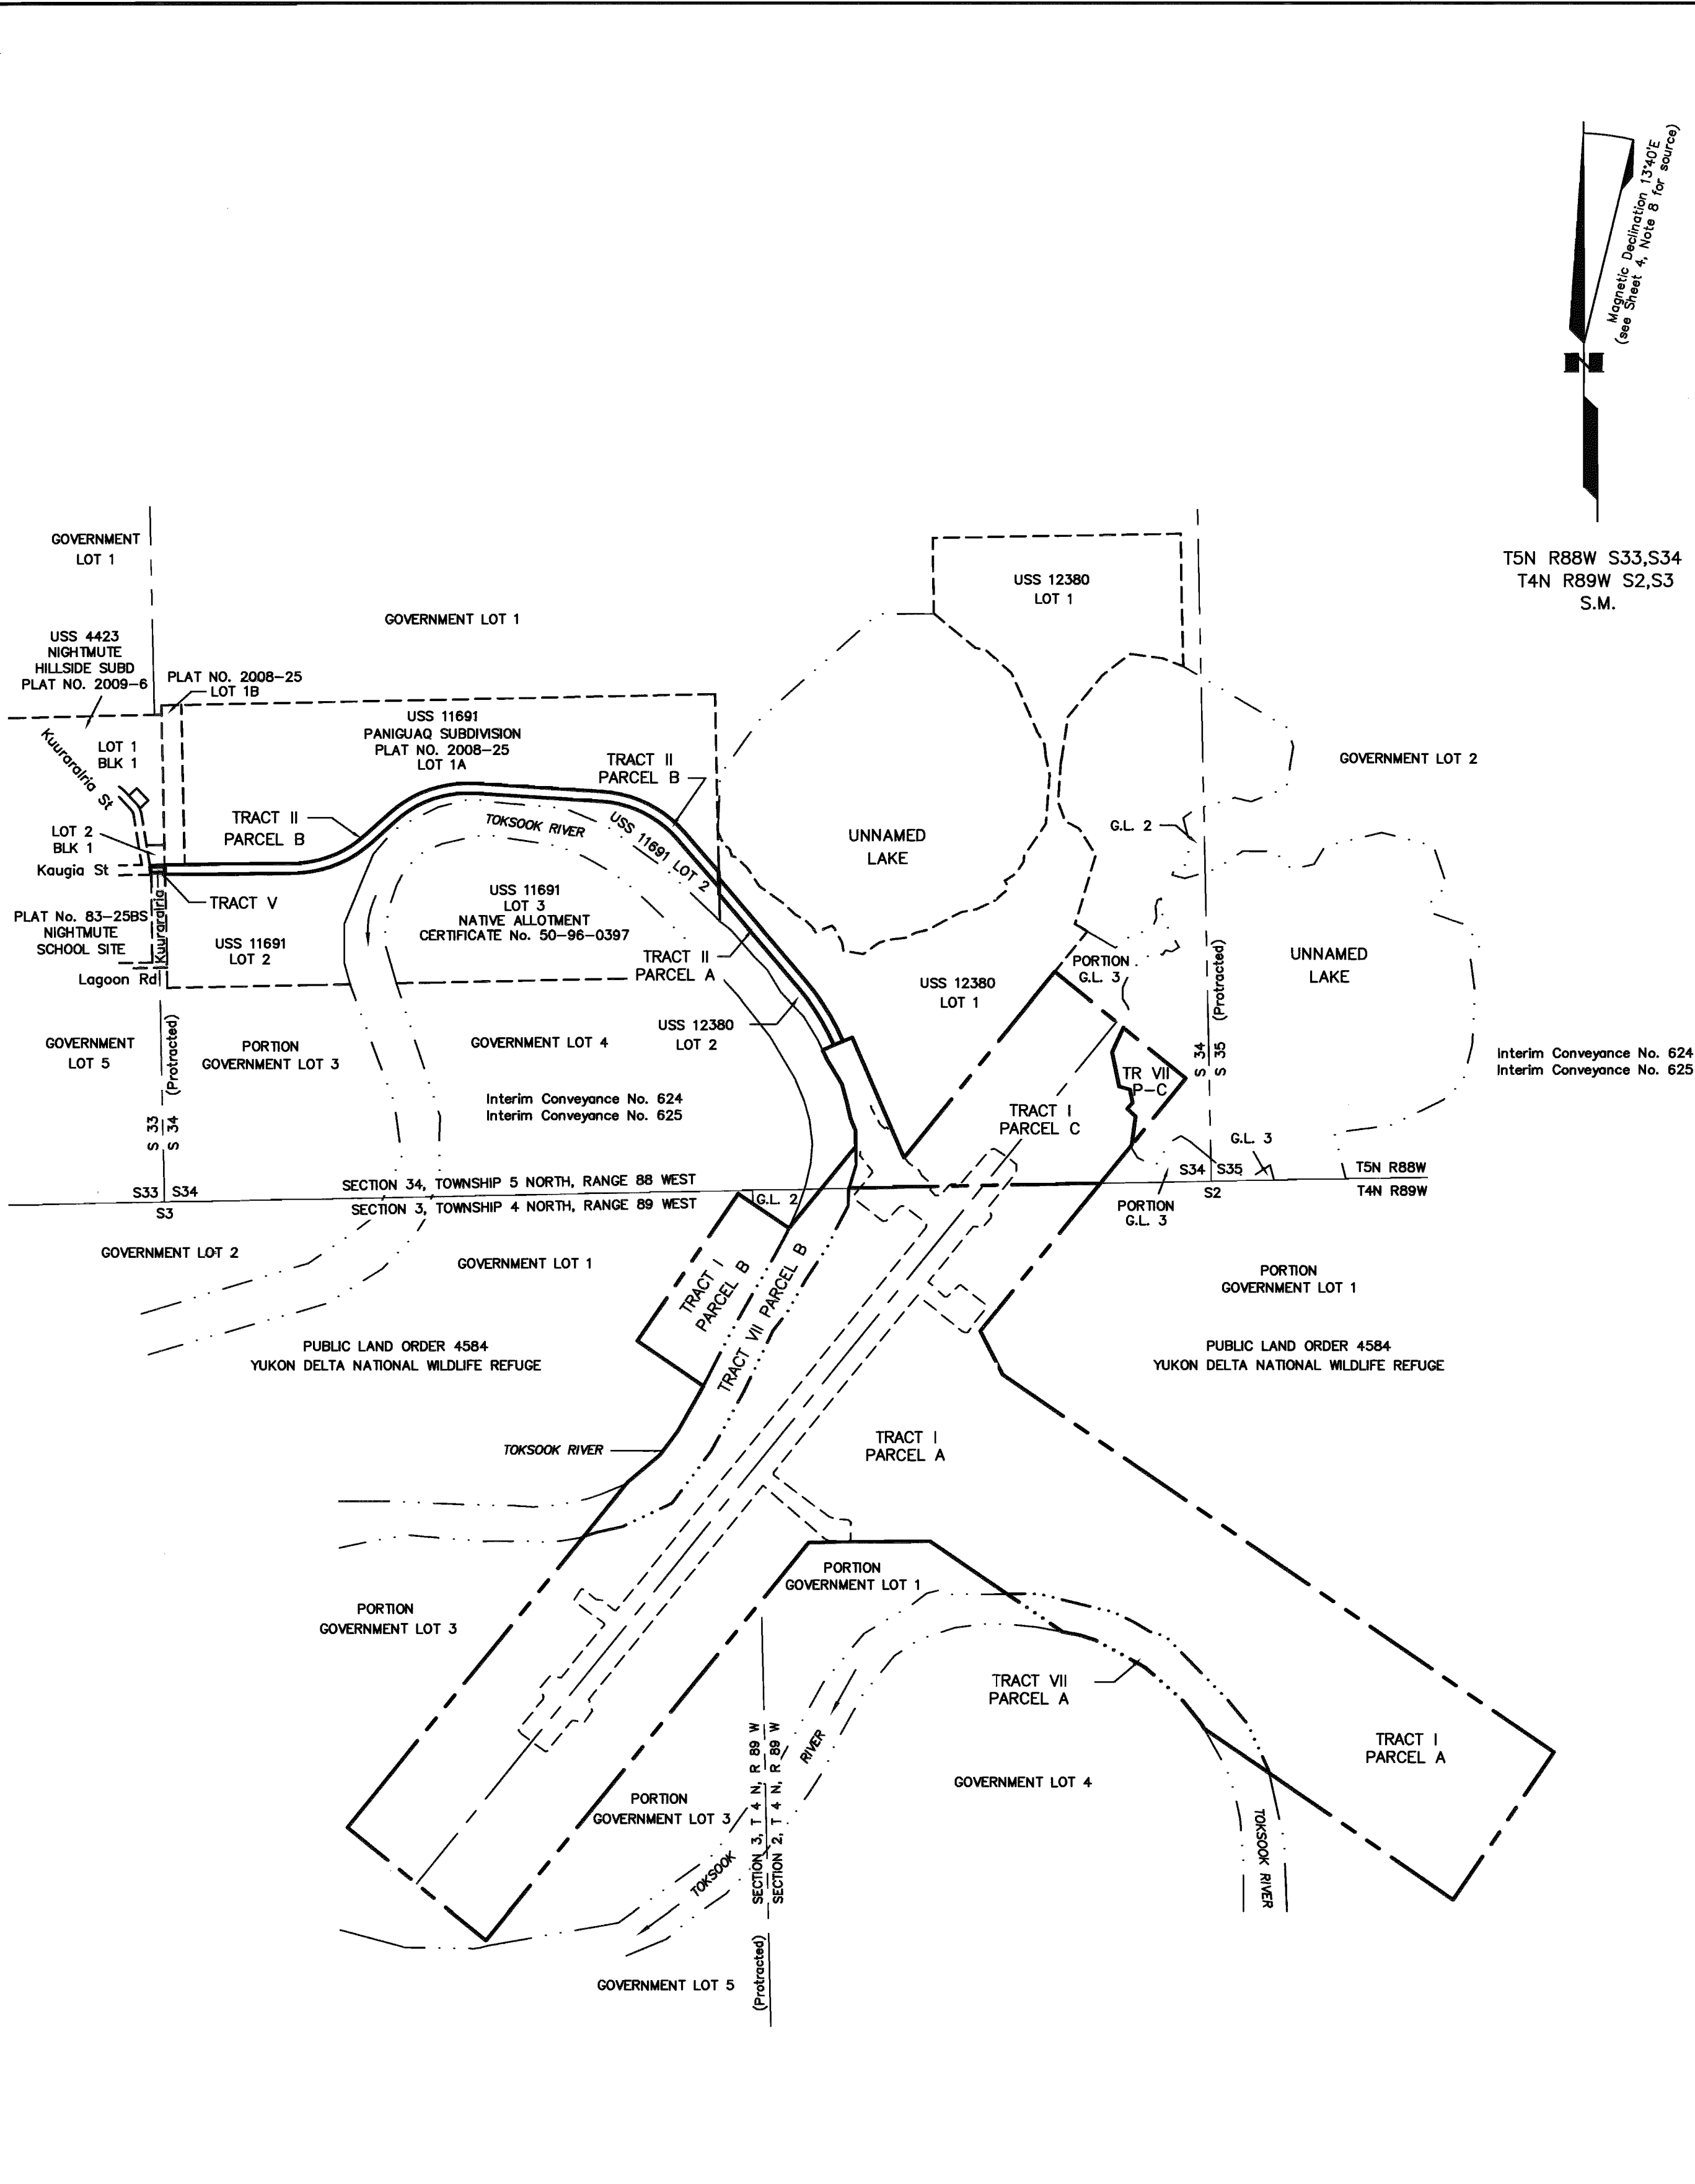 Magnetic Declination 13°40'E
(see Sheet 4, Note 8 for source)
N
T5N R88W S33,S34
T4N R89W S2,S3
S.M.
GOVERNMENT
LOT 1
GOVERNMENT LOT 1
USS 12380
LOT 1
USS 4423
NIGHTMUTE
HILLSIDE SUBD
PLAT NO. 2009-6
PLAT NO. 2008-25
LOT 1B
USS 11691
PANIGUAQ SUBDIVISION
PLAT NO. 2008-25
LOT 1A
Kuuraralria St
LOT 1
BLK 1
TRACT II
PARCEL B
GOVERNMENT LOT 2
TRACT II
PARCEL B
TOKSOOK RIVER
USS 11691 LOT 2
G.L. 2
LOT 2
BLK 1
UNNAMED
LAKE
Kaugia St
TRACT V
USS 11691
LOT 3
NATIVE ALLOTMENT
CERTIFICATE No. 50-96-0397
PLAT No. 83-25BS
NIGHTMUTE
SCHOOL SITE
Kuuraralria
USS 11691
LOT 2
Lagoon Rd
TRACT II
PARCEL A
PORTION
G.L. 3
UNNAMED
LAKE
USS 12380
LOT 1
(Protracted)
USS 12380
LOT 2
GOVERNMENT
LOT 5
(Protracted)
PORTION
GOVERNMENT LOT 3
GOVERNMENT LOT 4
S 34
S 35
Interim Conveyance No. 624
Interim Conveyance No. 625
TR VII
P-C
Interim Conveyance No. 624
Interim Conveyance No. 625
TRACT I
PARCEL C
S 33
S 34
G.L. 3
SECTION 34, TOWNSHIP 5 NORTH, RANGE 88 WEST
S34 S35
T5N R88W
S33 S34
S3
SECTION 3, TOWNSHIP 4 NORTH, RANGE 89 WEST
G.L. 2
S2
T4N R89W
PORTION
G.L. 3
GOVERNMENT LOT 2
GOVERNMENT LOT 1
TRACT I
PARCEL B
TRACT VII PARCEL B
PORTION
GOVERNMENT LOT 1
PUBLIC LAND ORDER 4584
YUKON DELTA NATIONAL WILDLIFE REFUGE
PUBLIC LAND ORDER 4584
YUKON DELTA NATIONAL WILDLIFE REFUGE
TOKSOOK RIVER
TRACT I
PARCEL A
PORTION
GOVERNMENT LOT 1
PORTION
GOVERNMENT LOT 3
TRACT VII
PARCEL A
TRACT I
PARCEL A
RIVER
SECTION 3, T 4 N, R 89 W
SECTION 2, T 4 N, R 89 W
GOVERNMENT LOT 4
PORTION
GOVERNMENT LOT 3
TOKSOOK
TOKSOOK RIVER
GOVERNMENT LOT 5
(Protracted)